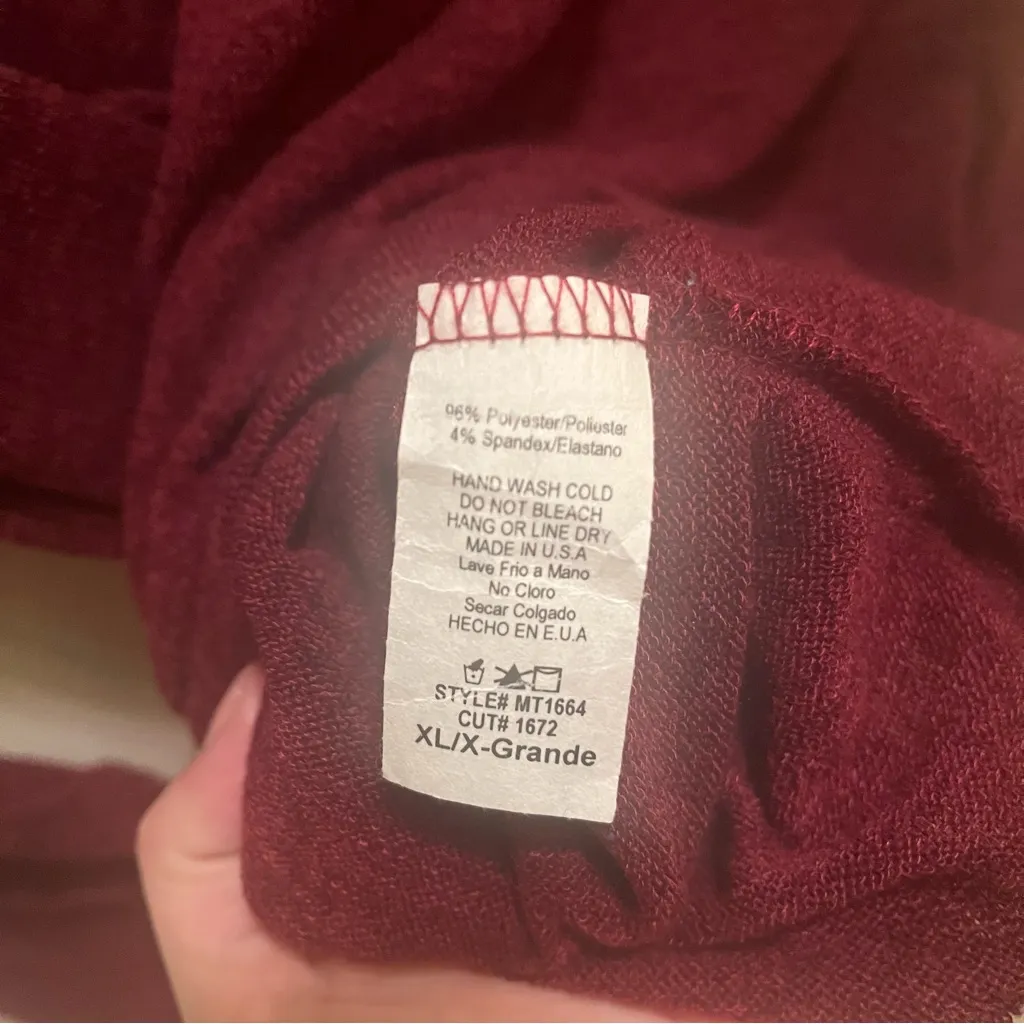 96% Polyester/Poliester
4% Spandex/Elastano
HAND WASH COLD
DO NOT BLEACH
HANG OR LINE DRY
MADE IN U.S.A
Lave Frio a Mano
No Cloro
Secar Colgado
HECHO EN E.U.A
STYLE# MT1664
CUT# 1672
XL/X-Grande